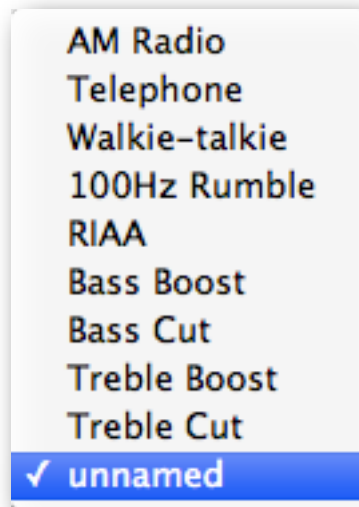 AM Radio
Telephone
Walkie-talkie
100Hz Rumble
RIAA
Bass Boost
Bass Cut
Treble Boost
Treble Cut
✓ unnamed